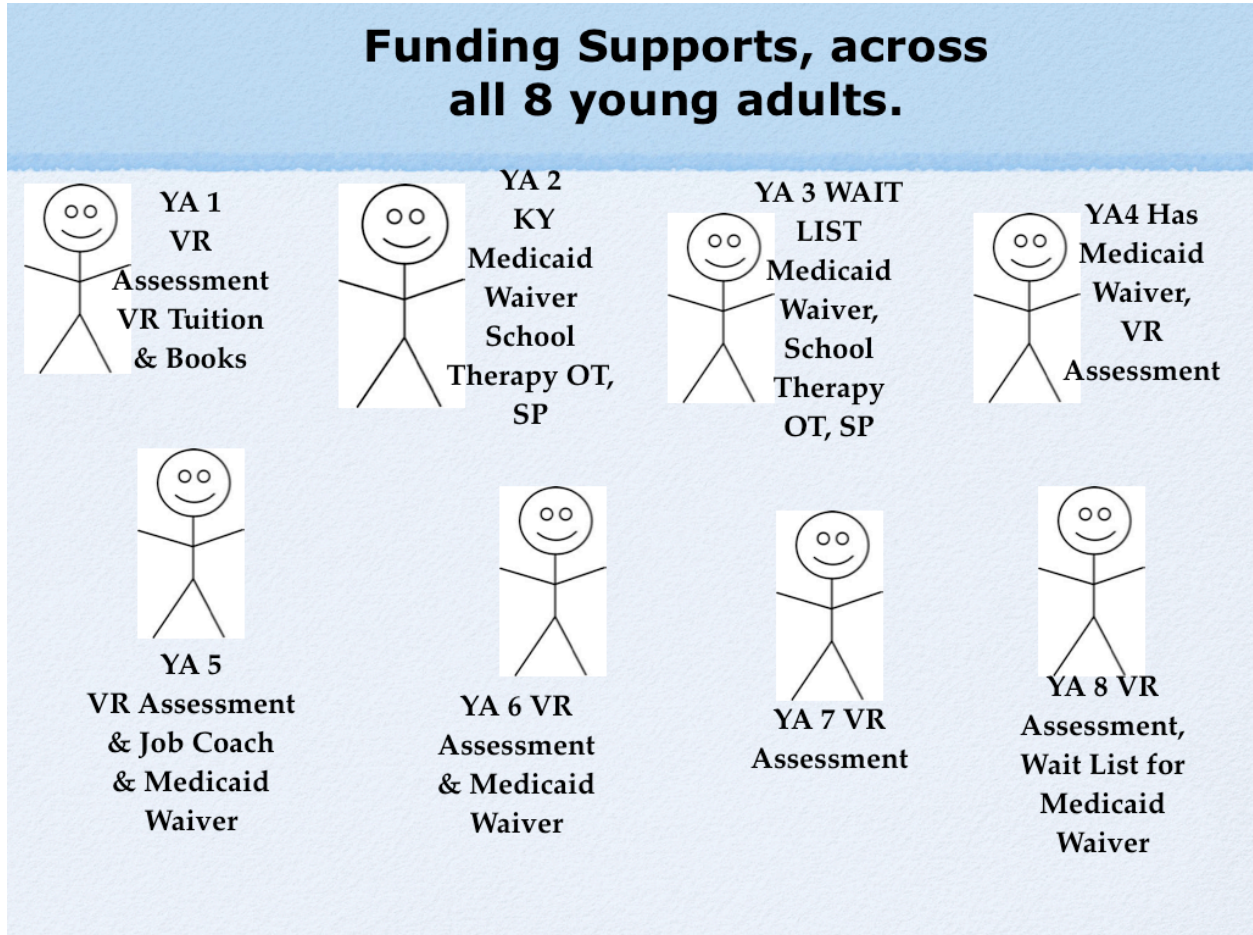 Funding Supports, across
all 8 young adults.
YA 1
VR
Assessment
VR Tuition
& Books
YA 2
KY
Medicaid
Waiver
School
Therapy OT,
SP
YA 3 WAIT
LIST
Medicaid
Waiver,
School
Therapy
OT, SP
YA4 Has
Medicaid
Waiver,
VR
Assessment
YA 5
VR Assessment
& Job Coach
& Medicaid
Waiver
YA 6 VR
Assessment
& Medicaid
Waiver
YA 7 VR
Assessment
YA 8 VR
Assessment,
Wait List for
Medicaid
Waiver